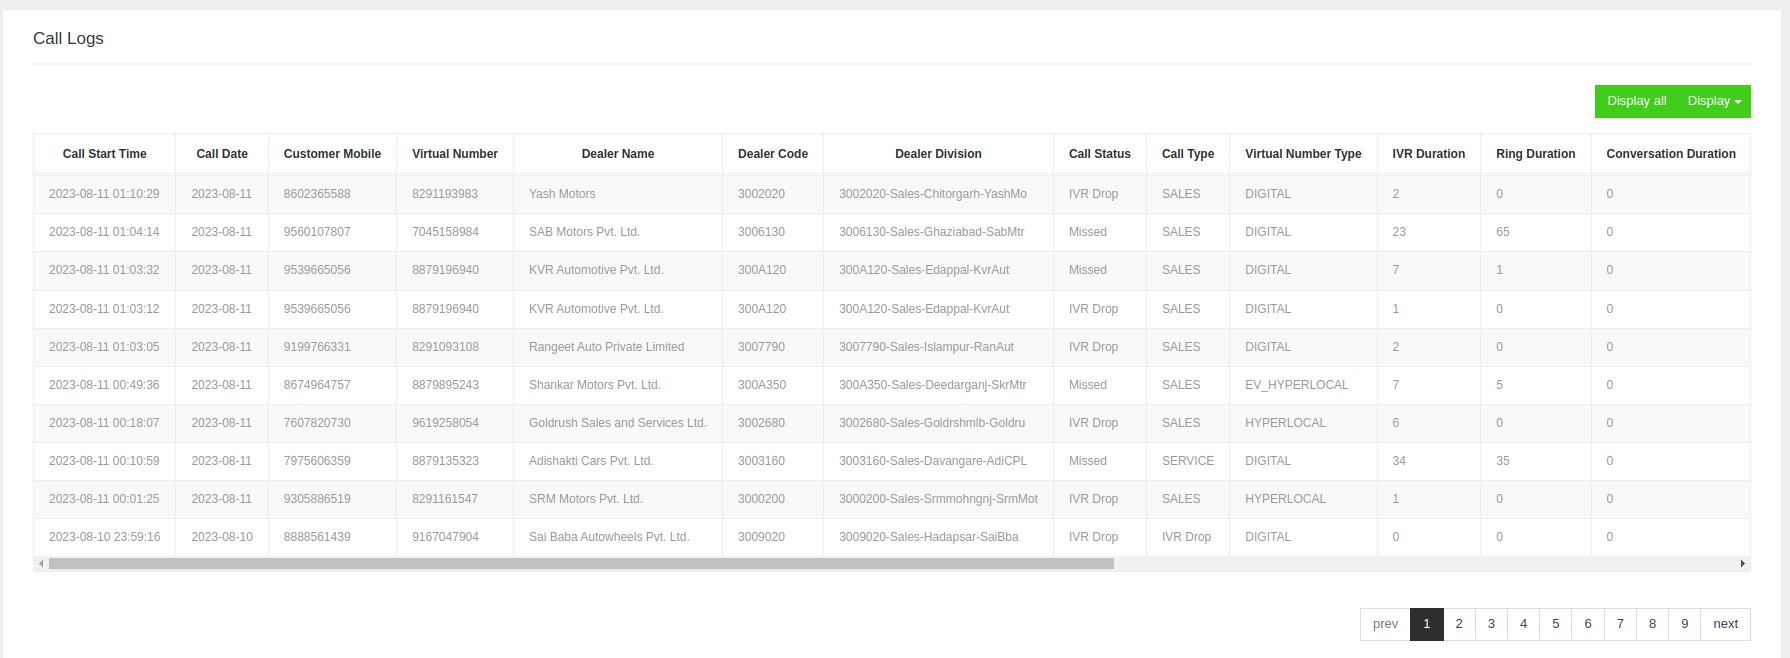 Call Logs
Display all Display
Call Start Time Call Date Customer Mobile Virtual Number Dealer Name Dealer Code Dealer Division Call Status Call Type Virtual Number Type IVR Duration Ring Duration Conversation Duration
2023-08-11 01:10:29 2023-08-11 8602365588 8291193983 Yash Motors 3002020 3002020-Sales-Chitorgarh-YashMo IVR Drop SALES DIGITAL 2 0 0
2023-08-11 01:04:14 2023-08-11 9560107807 7045158984 SAB Motors Pvt. Ltd. 3006130 3006130-Sales-Ghaziabad-SabMtr Missed SALES DIGITAL 23 65 0
2023-08-11 01:03:32 2023-08-11 9539665056 8879196940 KVR Automotive Pvt. Ltd. 300A120 300A120-Sales-Edappal-KvrAut Missed SALES DIGITAL 7 1 0
2023-08-11 01:03:12 2023-08-11 9539665056 8879196940 KVR Automotive Pvt. Ltd. 300A120 300A120-Sales-Edappal-KvrAut IVR Drop SALES DIGITAL 1 0 0
2023-08-11 01:03:05 2023-08-11 9199766331 8291093108 Rangeet Auto Private Limited 3007790 3007790-Sales-Islampur-RanAut IVR Drop SALES DIGITAL 2 0 0
2023-08-11 00:49:36 2023-08-11 8674964757 8879895243 Shankar Motors Pvt. Ltd. 300A350 300A350-Sales-Deedarganj-SkrMtr Missed SALES EV_HYPERLOCAL 7 5 0
2023-08-11 00:18:07 2023-08-11 7607820730 9619258054 Goldrush Sales and Services Ltd. 3002680 3002680-Sales-Goldrshmlb-Goldru IVR Drop SALES HYPERLOCAL 6 0 0
2023-08-11 00:10:59 2023-08-11 7975606359 8879135323 Adishakti Cars Pvt. Ltd. 3003160 3003160-Sales-Davangare-AdiCPL Missed SERVICE DIGITAL 34 35 0
2023-08-11 00:01:25 2023-08-11 9305886519 8291161547 SRM Motors Pvt. Ltd. 3000200 3000200-Sales-Srmmohngnj-SrmMot IVR Drop SALES HYPERLOCAL 1 0 0
2023-08-10 23:59:16 2023-08-10 8888561439 9167047904 Sai Baba Autowheels Pvt. Ltd. 3009020 3009020-Sales-Hadapsar-SaiBba IVR Drop IVR Drop DIGITAL 0 0 0
prev 1 2 3 4 5 6 7 8 9 next